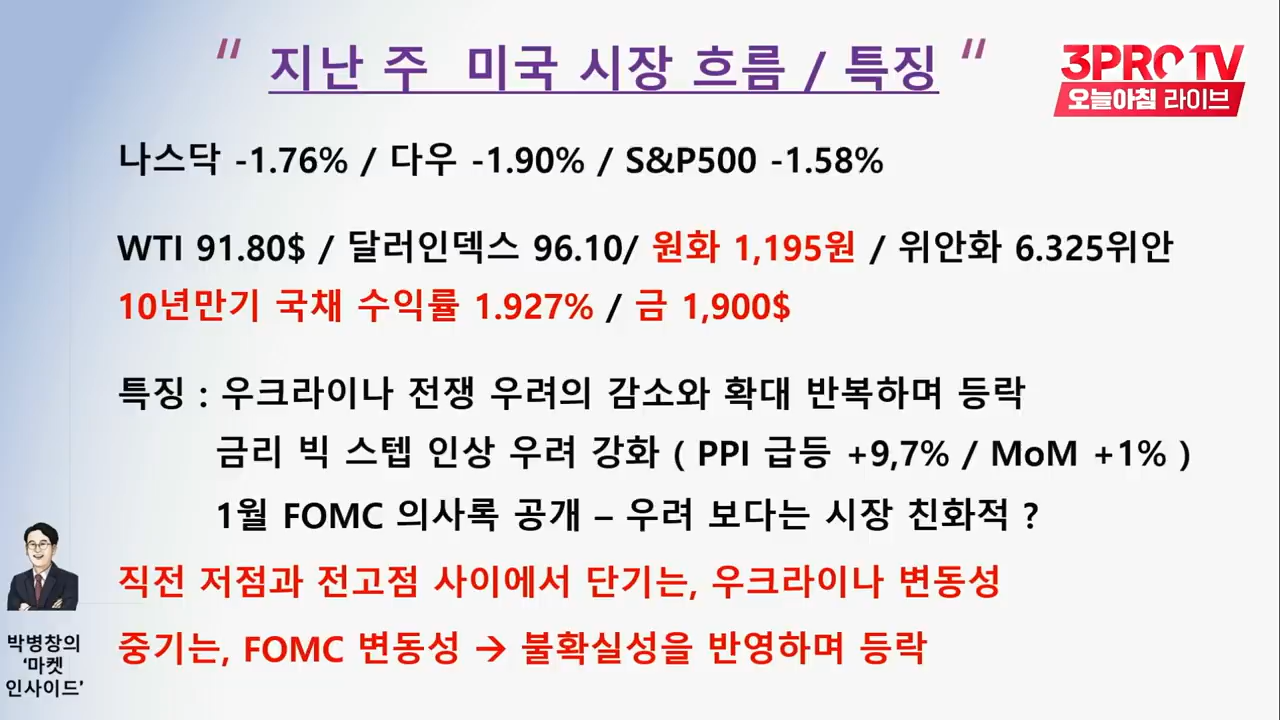 " 지난 주 미국 시장 흐름 / 특징 "
3PROTV
오늘아침 라이브
나스닥 -1.76% / 다우 -1.90% / S&P500 -1.58%
WTI 91.80$ / 달러인덱스 96.10/ 원화 1,195원 / 위안화 6.325위안
10년만기 국채 수익률 1.927% / 금 1,900$
특징 : 우크라이나 전쟁 우려의 감소와 확대 반복하며 등락
금리 빅 스텝 인상 우려 강화 ( PPI 급등 +9,7% / MoM +1% )
1월 FOMC 의사록 공개 – 우려 보다는 시장 친화적 ?
직전 저점과 전고점 사이에서 단기는, 우크라이나 변동성
중기는, FOMC 변동성 → 불확실성을 반영하며 등락
박병창의
‘마켓
인사이드’